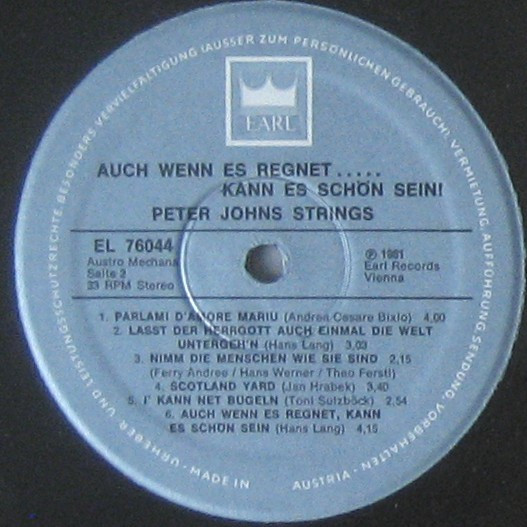 URHEBER UND LEISTUNGSSCHUTZRECHTE, BESONDERS VERVIELFÄLTIGUNG (AUSSER ZUM PERSÖNLICHEN GEBRAUCH), VERMIETUNG, AUFFÜHRUNG, SENDUNG, VORBEHALTEN - MADE IN AUSTRIA -
EARL
AUCH WENN ES REGNET.....
KANN ES SCHÖN SEIN!
PETER JOHNS STRINGS
EL 76044
Austro Mechana
Seite 2
33 RPM Stereo
℗ 1981
Earl Records
Vienna
1. PARLAMI D'AMORE MARIU (Andrea Cesare Bixio) 4,00
2. LASST DER HERRGOTT AUCH EINMAL DIE WELT
UNTERGEH'N (Hans Lang) 3,03
3. NIMM DIE MENSCHEN WIE SIE SIND 2,15
(Ferry Andree / Hans Werner / Theo Ferstl)
4. SCOTLAND YARD (Jan Hrabek) 3,40
5. I' KANN NET BÜGELN (Toni Sulzböck) 2,54
6. AUCH WENN ES REGNET, KANN
ES SCHÖN SEIN (Hans Lang) 4,15